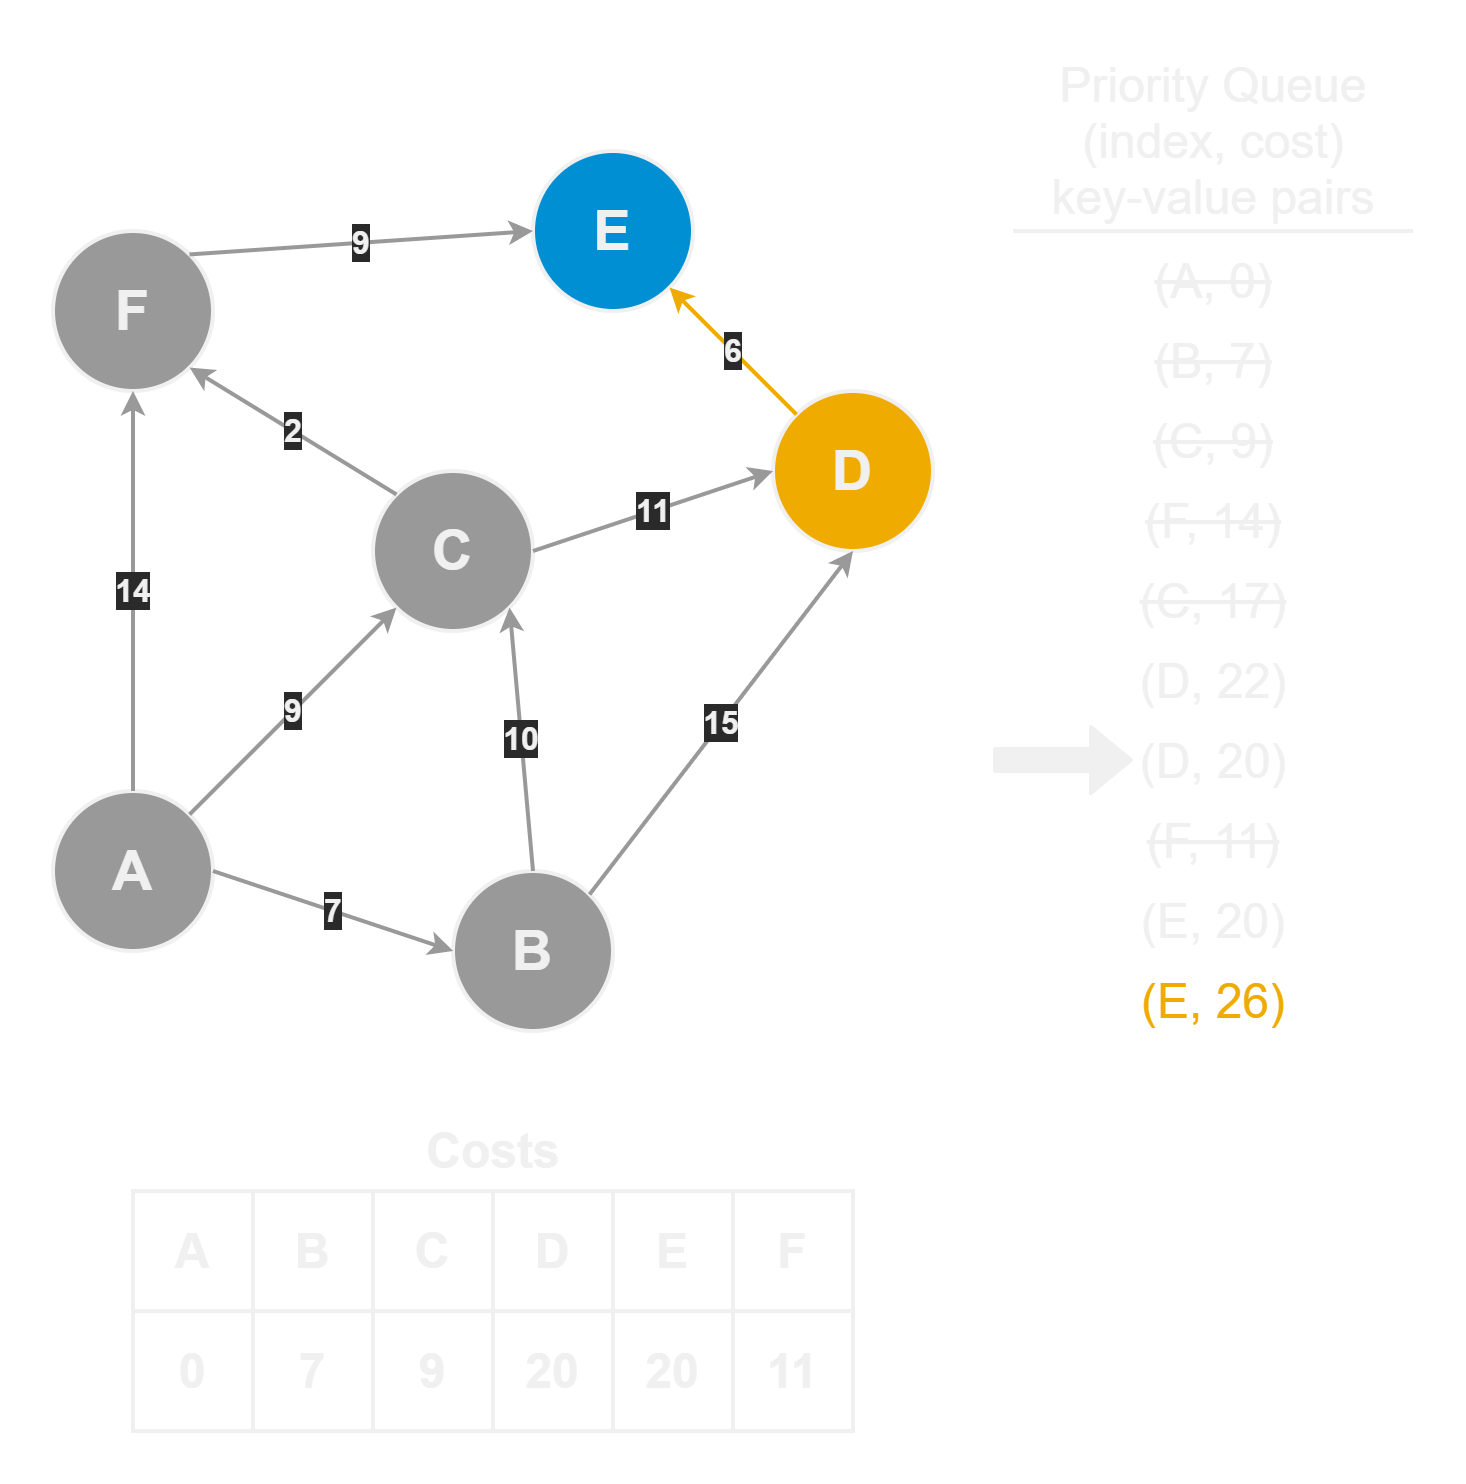 Priority Queue
(index, cost)
key-value pairs
(A, 0)
(B, 7)
(C, 9)
(F, 14)
(C, 17)
(D, 22)
(D, 20)
(F, 11)
(E, 20)
(E, 26)
E
9
F
6
D
2
11
C
14
9
10
15
A
7
B
Costs
A B C D E F
0 7 9 20 20 11